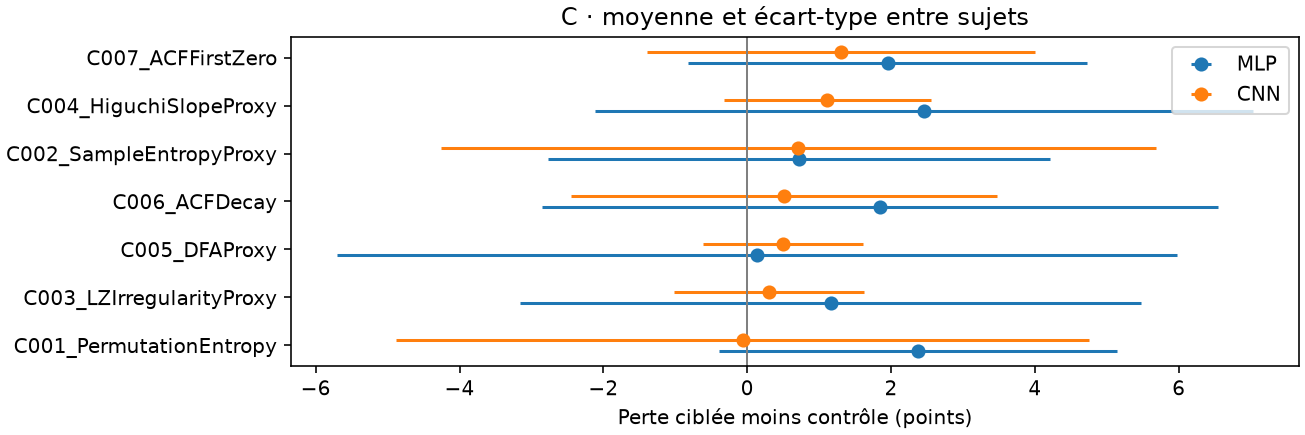 C · moyenne et écart-type entre sujets
C007_ACFFirstZero
C004_HiguchiSlopeProxy
C002_SampleEntropyProxy
C006_ACFDecay
C005_DFAProxy
C003_LZIrregularityProxy
C001_PermutationEntropy
MLP
CNN
−6 −4 −2 0 2 4 6
Perte ciblée moins contrôle (points)